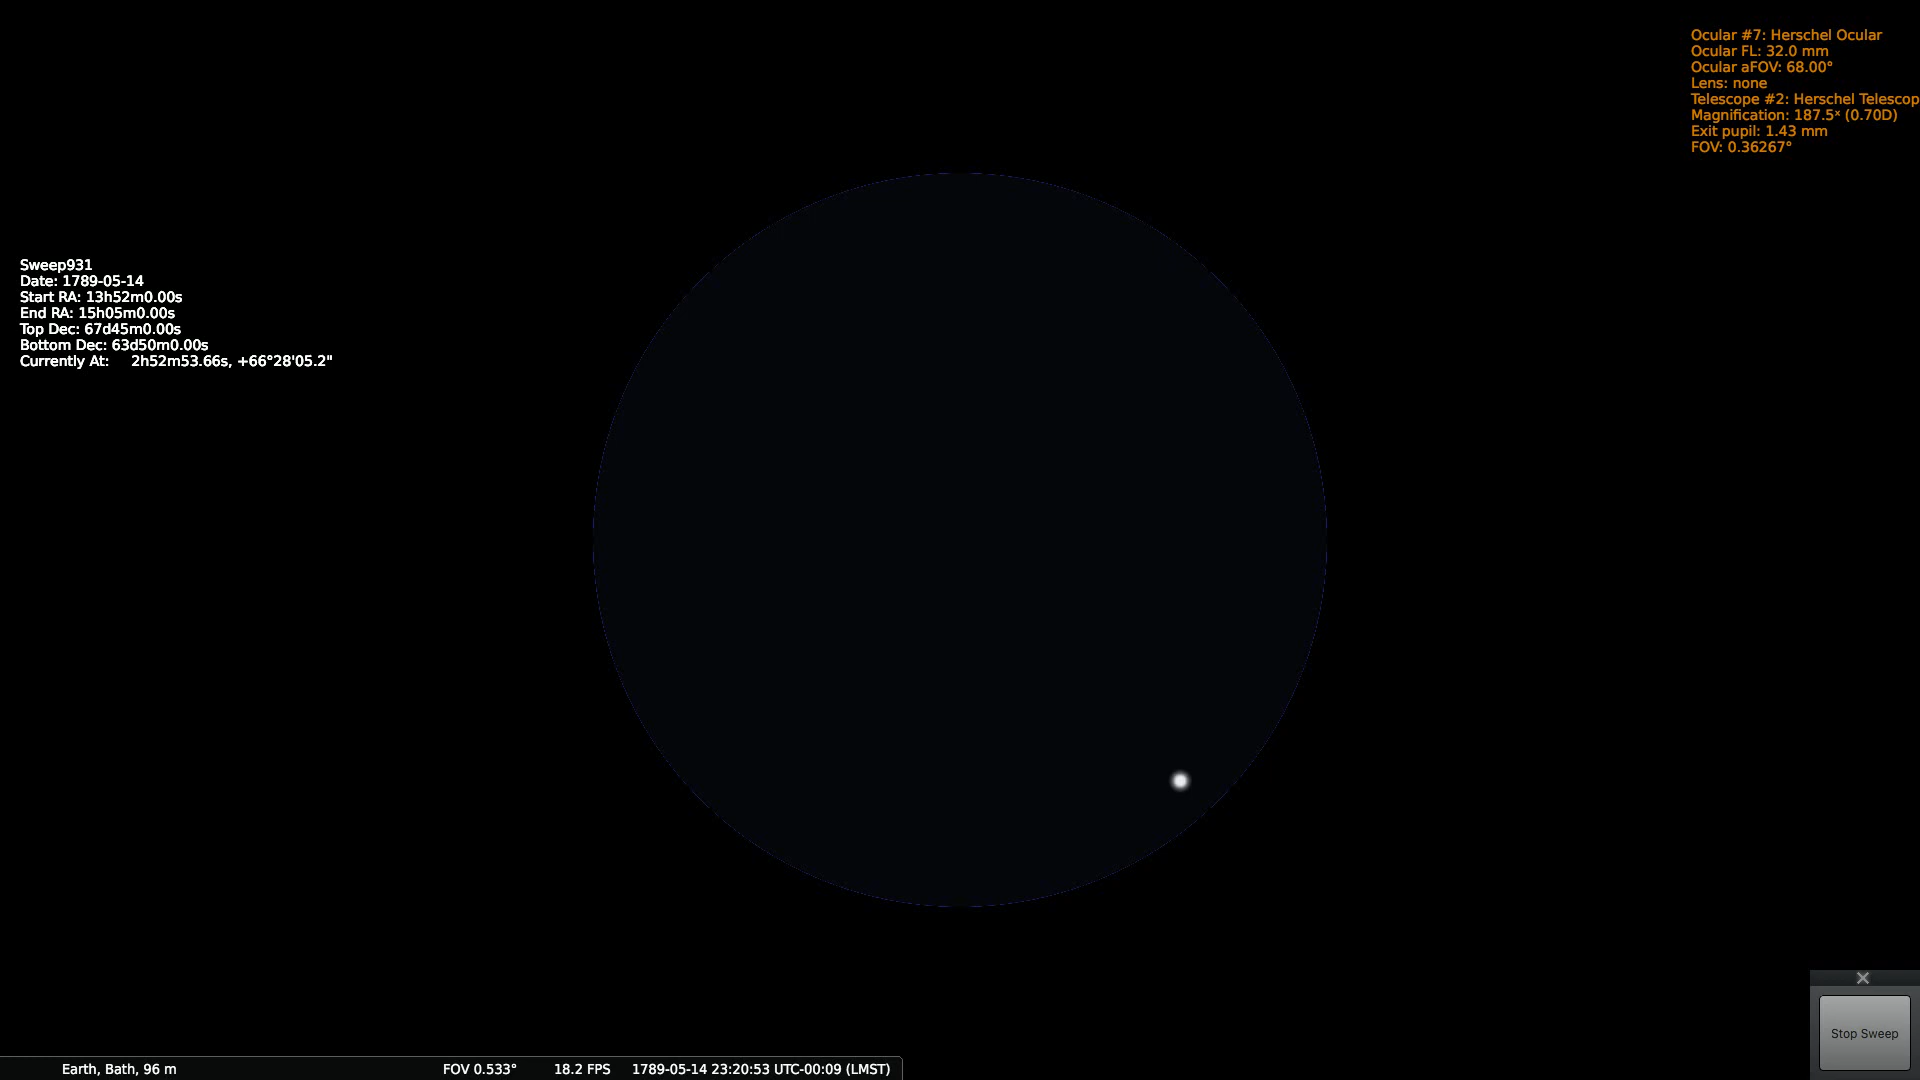 Ocular #7: Herschel Ocular
Ocular FL: 32.0 mm
Ocular aFOV: 68.00°
Lens: none
Telescope #2: Herschel Telescop
Magnification: 187.5ˣ (0.70D)
Exit pupil: 1.43 mm
FOV: 0.36267°
Sweep931
Date: 1789-05-14
Start RA: 13h52m0.00s
End RA: 15h05m0.00s
Top Dec: 67d45m0.00s
Bottom Dec: 63d50m0.00s
Currently At: 2h52m53.66s, +66°28'05.2"
Stop Sweep
Earth, Bath, 96 m FOV 0.533° 18.2 FPS 1789-05-14 23:20:53 UTC-00:09 (LMST)